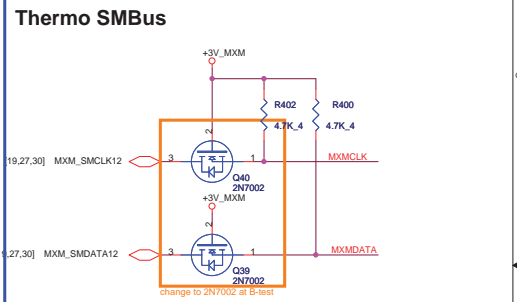 Thermo SMBus
+3V_MXM
R402
R400
4.7K_4
4.7K_4
2
[19,27,30] MXM_SMCLK12
3
1
MXMCLK
Q40
2N7002
+3V_MXM
2
,27,30] MXM_SMDATA12
3
1
MXMDATA
Q39
2N7002
change to 2N7002 at B-test